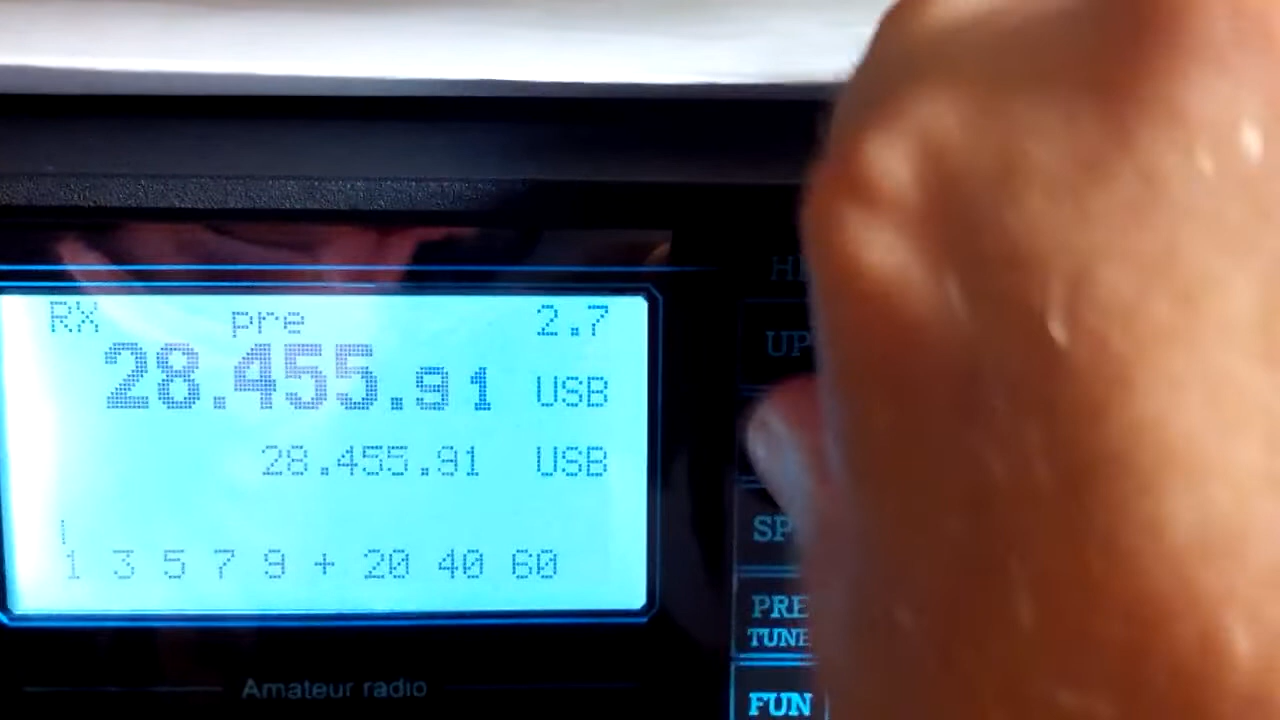 RX pre 2.7
28.455.91 USB
28.455.91 USB
1 3 5 7 9 + 20 40 60
Amateur radio
UP
SP
PRE
TUNE
FUN